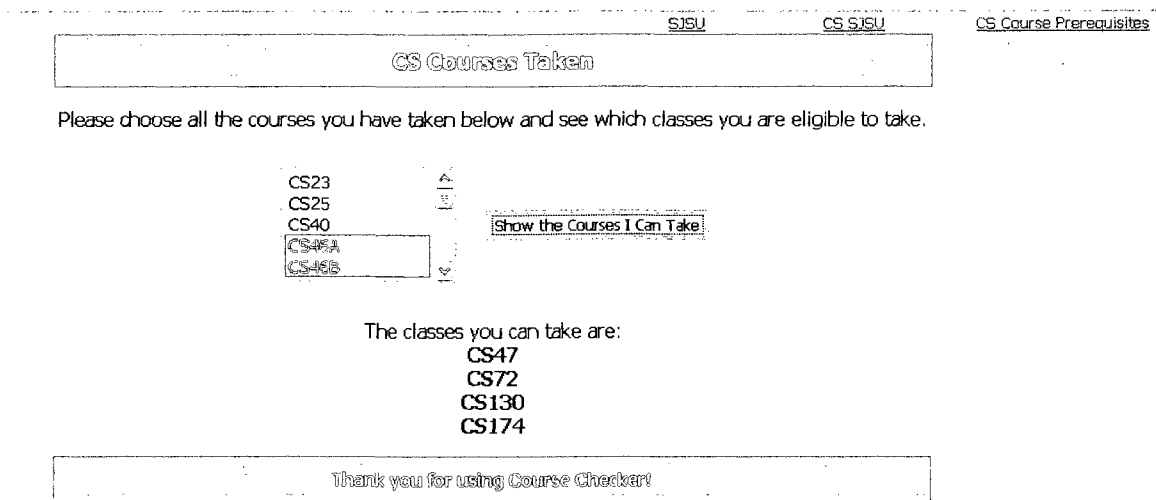 SJSU CS SJSU CS Course Prerequisites
CS Courses Taken
Please choose all the courses you have taken below and see which classes you are eligible to take.
CS23
CS25
CS40
Show the Courses I Can Take
CS46A
CS46B
The classes you can take are:
CS47
CS72
CS130
CS174
Thank you for using Course Checker!